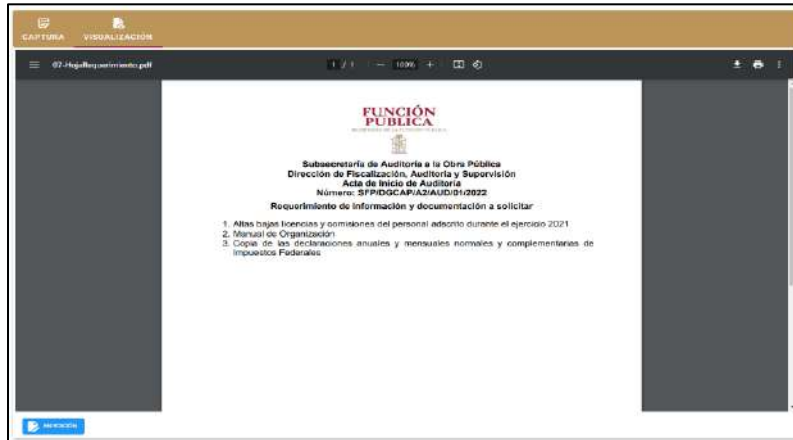 CAPTURA VISUALIZACIÓN
07-HojaRequerimiento.pdf 1 / 1 — 100% +
FUNCIÓN
PÚBLICA
Subsecretaría de Auditoría a la Obra Pública
Dirección de Fiscalización, Auditoría y Supervisión
Acta de Inicio de Auditoría
Número: SFP/DGCAP/A2/AUD/01/2022
Requerimiento de información y documentación a solicitar
1. Altas bajas licencias y comisiones del personal adscrito durante el ejercicio 2021
2. Manual de Organización
3. Copia de las declaraciones anuales y mensuales normales y complementarias de
Impuestos Federales